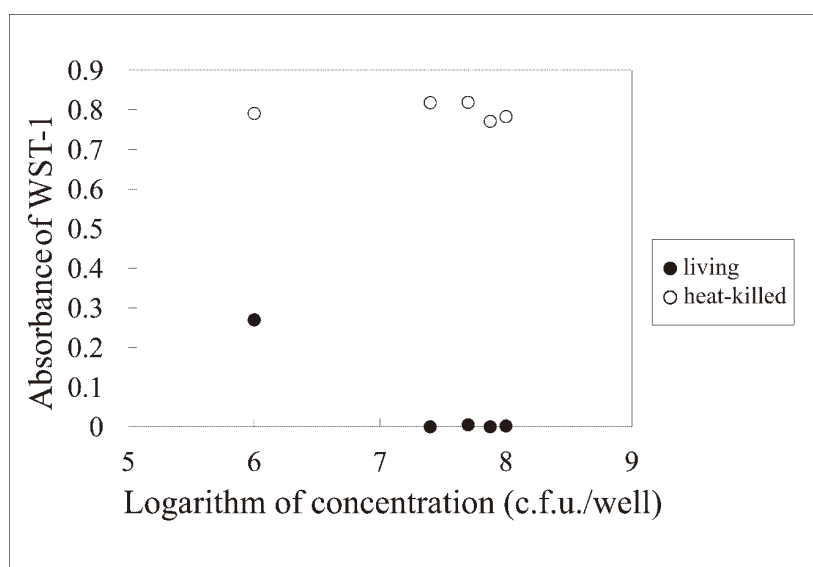 Absorbance of WST-1
0.9
0.8
0.7
0.6
0.5
0.4
0.3
0.2
0.1
0
5 6 7 8 9
Logarithm of concentration (c.f.u./well)
living
heat-killed